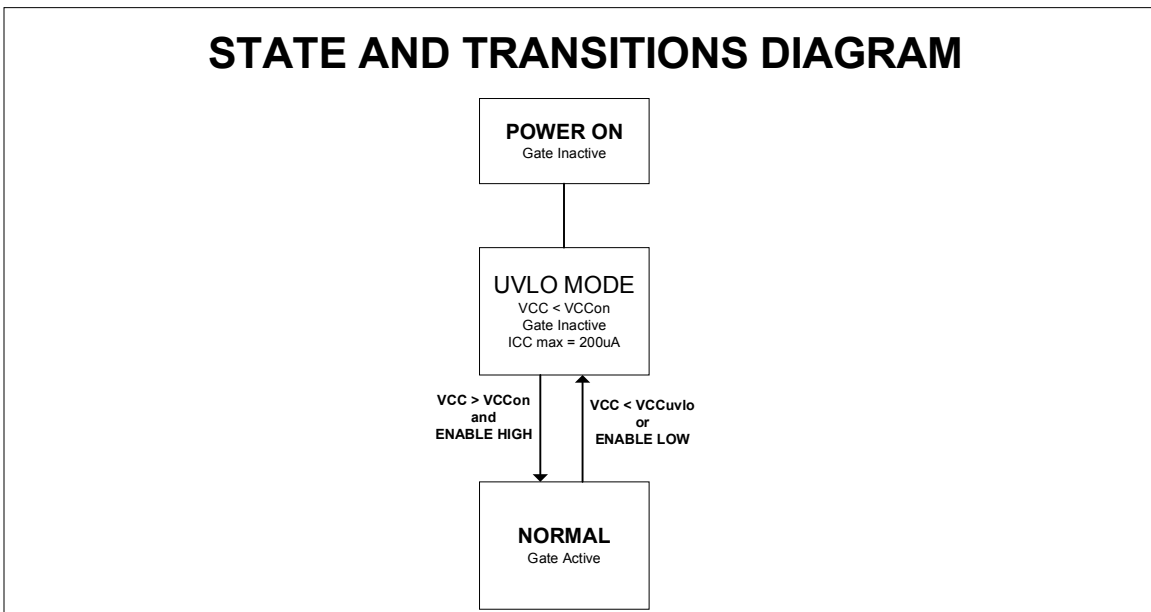 STATE AND TRANSITIONS DIAGRAM
POWER ON
Gate Inactive
UVLO MODE
VCC < VCCon
Gate Inactive
ICC max = 200uA
VCC > VCCon
and
ENABLE HIGH
VCC < VCCuvlo
or
ENABLE LOW
NORMAL
Gate Active